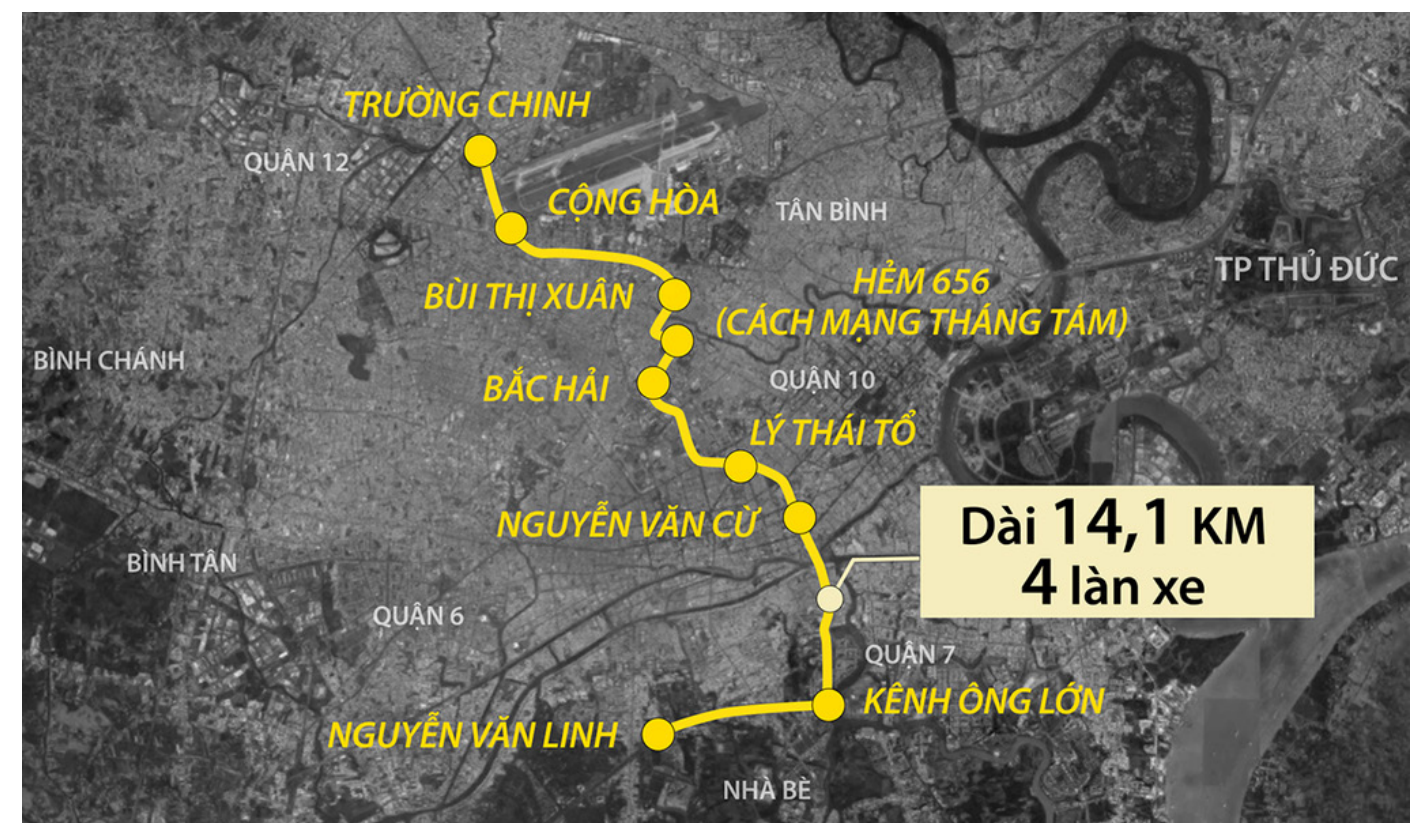 TRƯỜNG CHINH
QUẬN 12
CỘNG HÒA
TÂN BÌNH
TP THỦ ĐỨC
BÙI THỊ XUÂN
HẺM 656
(CÁCH MẠNG THÁNG TÁM)
BÌNH CHÁNH
BẮC HẢI
QUẬN 10
LÝ THÁI TỔ
NGUYỄN VĂN CỪ
Dài 14,1 KM
4 làn xe
BÌNH TÂN
QUẬN 6
QUẬN 7
KÊNH ÔNG LỚN
NGUYỄN VĂN LINH
NHÀ BÈ